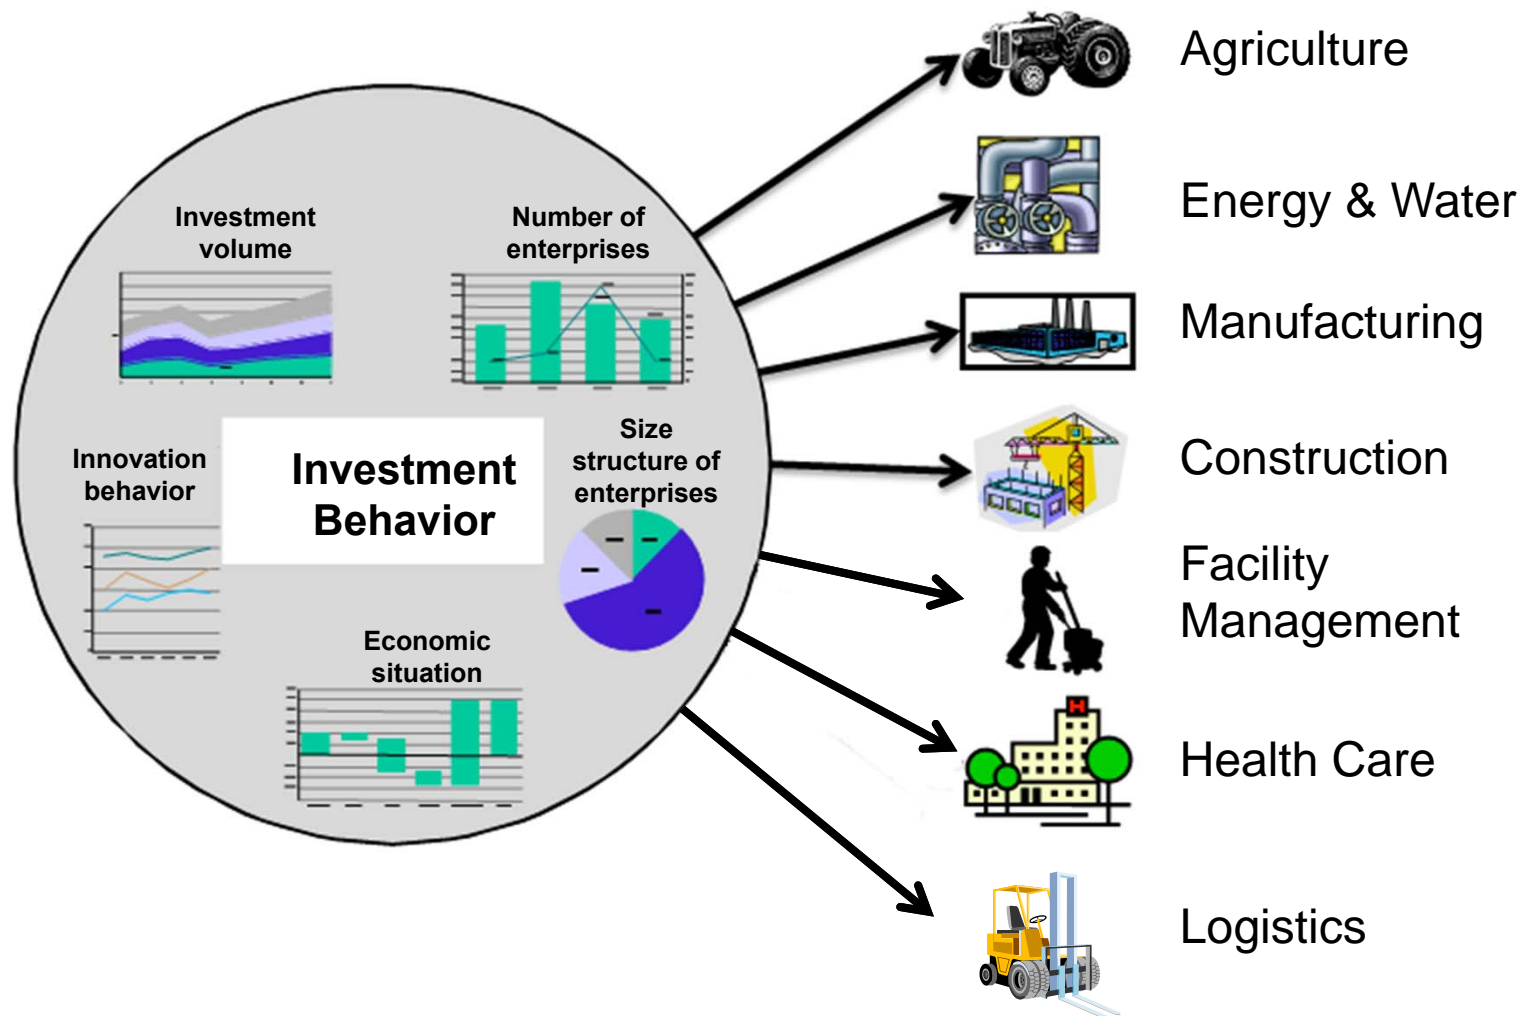 Agriculture
Energy & Water
Manufacturing
Construction
Facility
Management
Health Care
Logistics
Investment
volume
Number of
enterprises
Innovation
behavior
Investment
Behavior
Size
structure of
enterprises
Economic
situation
H